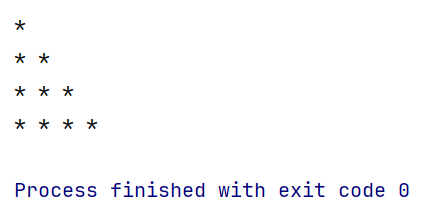 *
* *
* * *
* * * *
Process finished with exit code 0